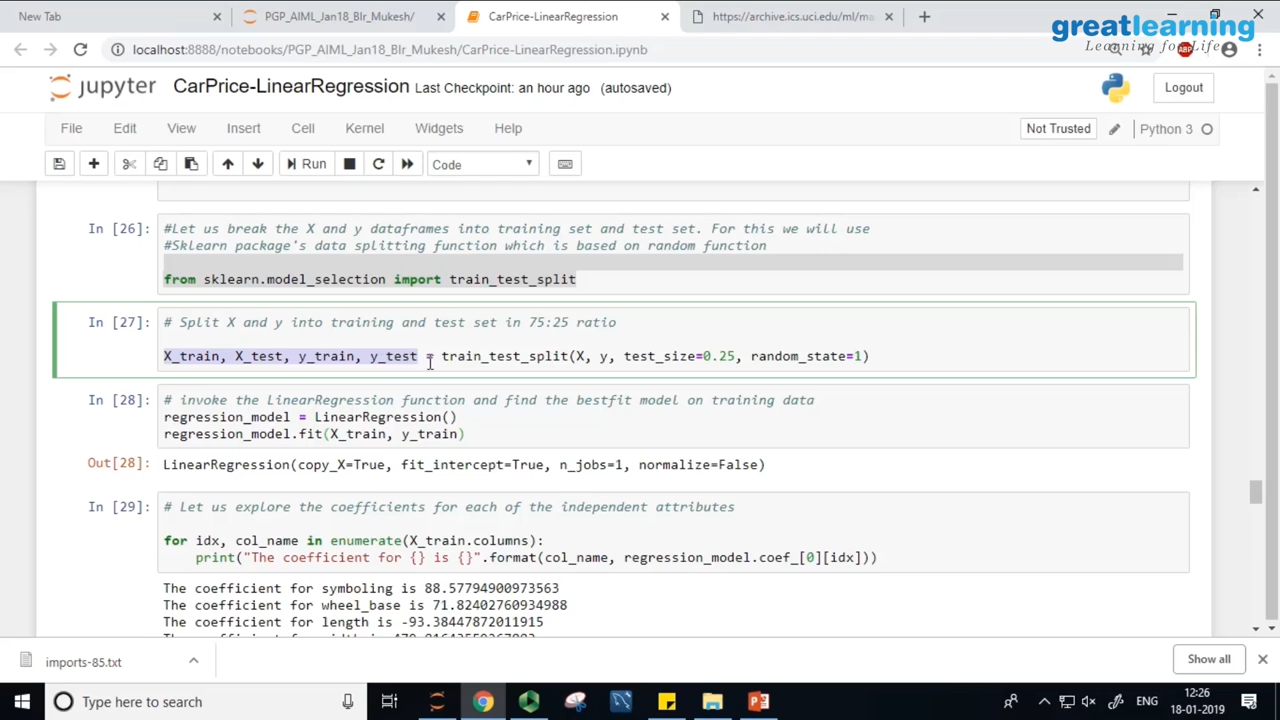 New Tab
PGP_AIML_Jan18_Blr_Mukesh/
CarPrice-LinearRegression
https://archive.ics.uci.edu/ml/ma
greatlearning
Learning for Life
localhost:8888/notebooks/PGP_AIML_Jan18_Blr_Mukesh/CarPrice-LinearRegression.ipynb
ABP
jupyter CarPrice-LinearRegression Last Checkpoint: an hour ago (autosaved)
Logout
File Edit View Insert Cell Kernel Widgets Help
Not Trusted
Python 3
Run
Code
In [26]: #Let us break the X and y dataframes into training set and test set. For this we will use
#Sklearn package's data splitting function which is based on random function
from sklearn.model_selection import train_test_split
In [27]: # Split X and y into training and test set in 75:25 ratio
X_train, X_test, y_train, y_test = train_test_split(X, y, test_size=0.25, random_state=1)
In [28]: # invoke the LinearRegression function and find the bestfit model on training data
regression_model = LinearRegression()
regression_model.fit(X_train, y_train)
Out[28]: LinearRegression(copy_X=True, fit_intercept=True, n_jobs=1, normalize=False)
In [29]: # Let us explore the coefficients for each of the independent attributes
for idx, col_name in enumerate(X_train.columns):
print("The coefficient for {} is {}".format(col_name, regression_model.coef_[0][idx]))
The coefficient for symboling is 88.57794900973563
The coefficient for wheel_base is 71.82402760934988
The coefficient for length is -93.38447872011915
imports-85.txt
Show all
Type here to search
ENG
12:26
18-01-2019